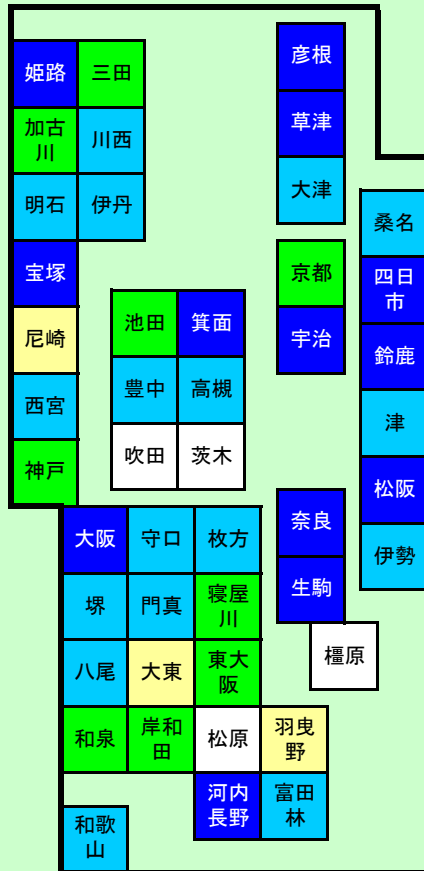 姫路
三田
加古
川
川西
明石
伊丹
宝塚
尼崎
西宮
神戸
池田
箕面
豊中
高槻
吹田
茨木
彦根
草津
大津
京都
宇治
桑名
四日
市
鈴鹿
津
松阪
伊勢
奈良
生駒
橿原
大阪
守口
枚方
堺
門真
寝屋
川
八尾
大東
東大
阪
和泉
岸和
田
松原
羽曳
野
河内
長野
富田
林
和歌
山